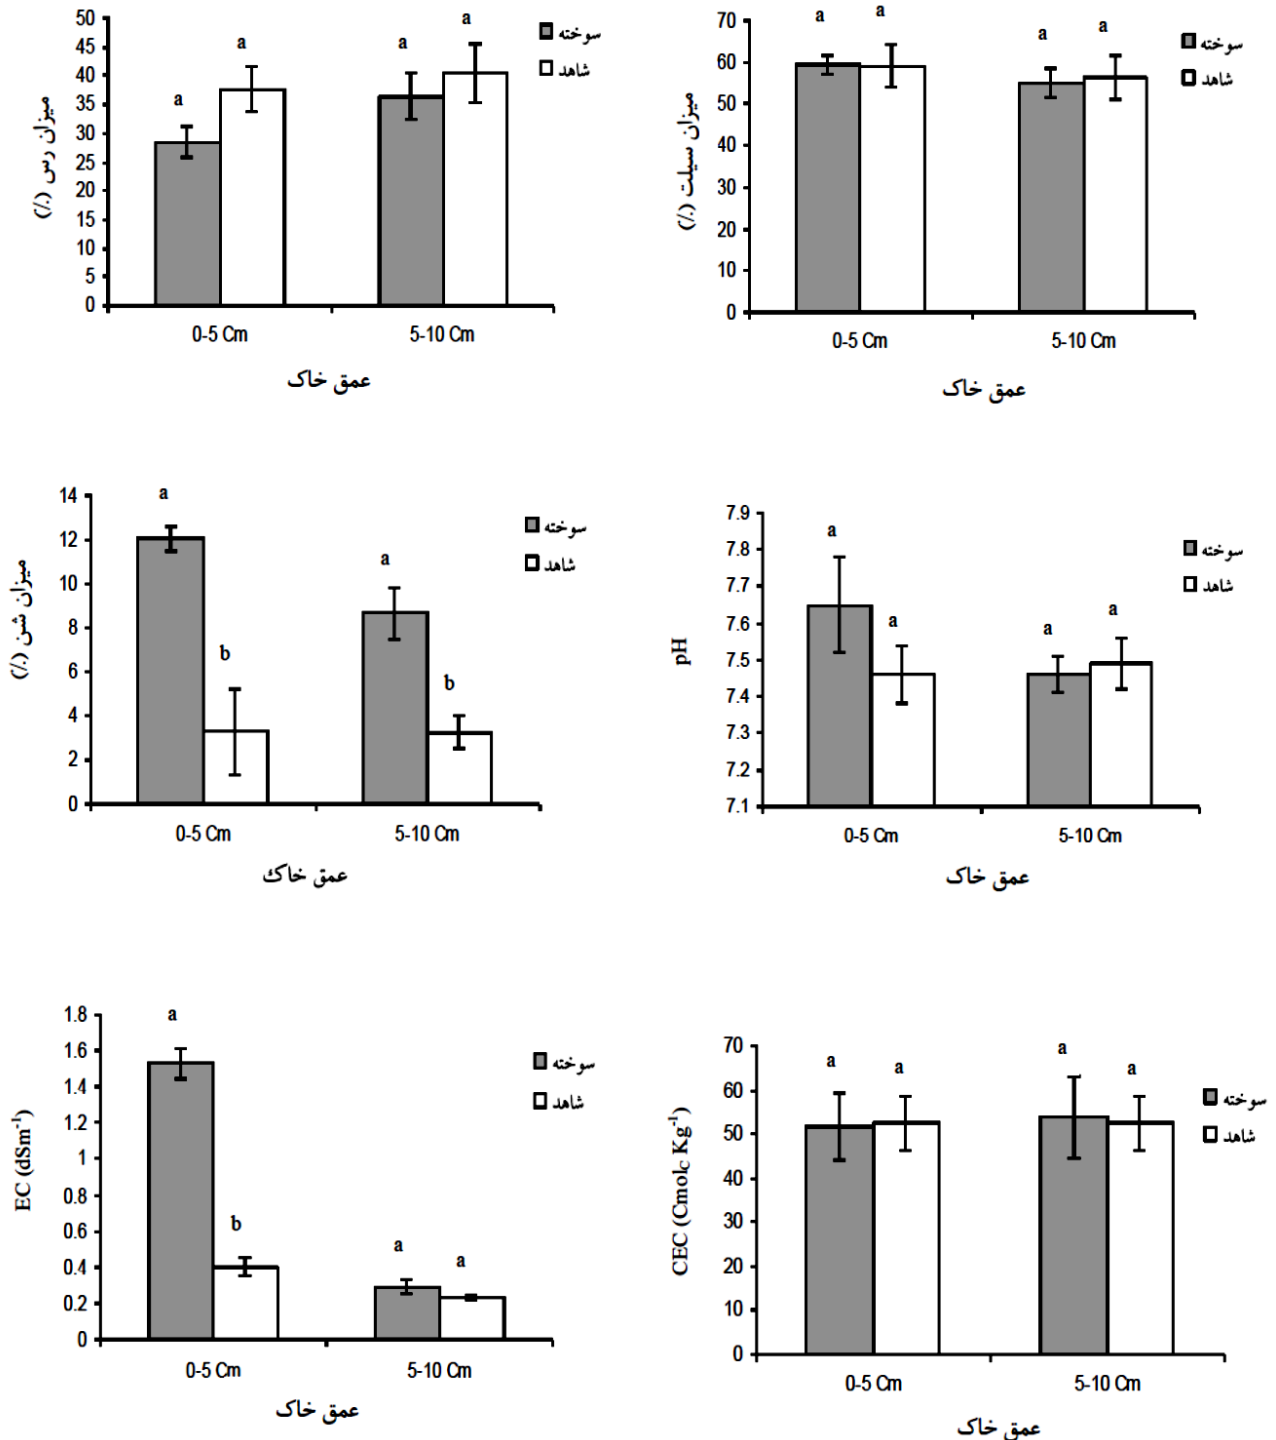 50
45
40
35
30
25
20
15
10
5
0
میزان رس (٪)
a
a
a
a
سوخته
شاهد
0-5 Cm
5-10 Cm
عمق خاک
70
60
50
40
30
20
10
0
میزان سیلت (٪)
a
a
a
a
سوخته
شاهد
0-5 Cm
5-10 Cm
عمق خاک
14
12
10
8
6
4
2
0
میزان شن (٪)
a
b
a
b
سوخته
شاهد
0-5 Cm
5-10 Cm
عمق خاک
7.9
7.8
7.7
7.6
7.5
7.4
7.3
7.2
7.1
pH
a
a
a
a
سوخته
شاهد
0-5 Cm
5-10 Cm
عمق خاک
1.8
1.6
1.4
1.2
1
0.8
0.6
0.4
0.2
0
EC (dSm⁻¹)
a
b
a
a
سوخته
شاهد
0-5 Cm
5-10 Cm
عمق خاک
70
60
50
40
30
20
10
0
CEC (Cmol_C Kg⁻¹)
a
a
a
a
سوخته
شاهد
0-5 Cm
5-10 Cm
عمق خاک